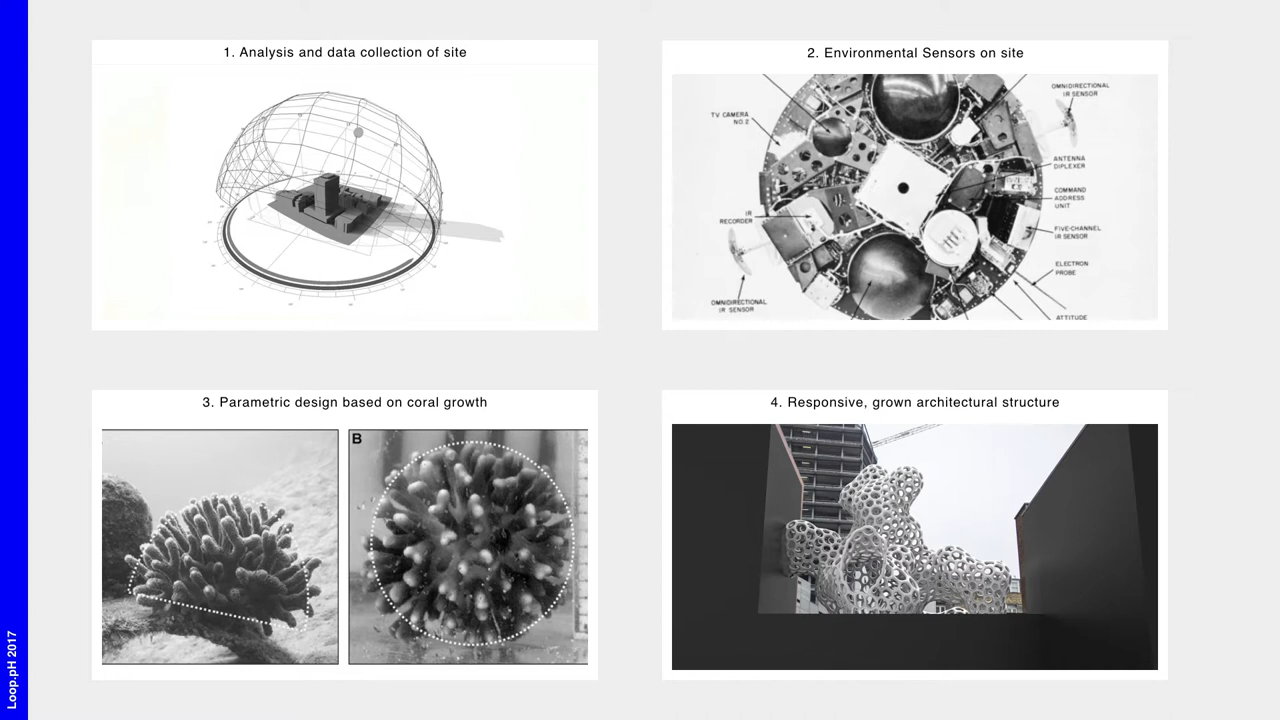 1. Analysis and data collection of site
2. Environmental Sensors on site
TV CAMERA
NO 2
OMNIDIRECTIONAL
IR SENSOR
ANTENNA
DIPLEXER
COMMAND
ADDRESS
UNIT
IR
RECORDER
FIVE-CHANNEL
IR SENSOR
ELECTRON
PROBE
OMNIDIRECTIONAL
IR SENSOR
ATTITUDE
3. Parametric design based on coral growth
B
4. Responsive, grown architectural structure
Loop.pH 2017